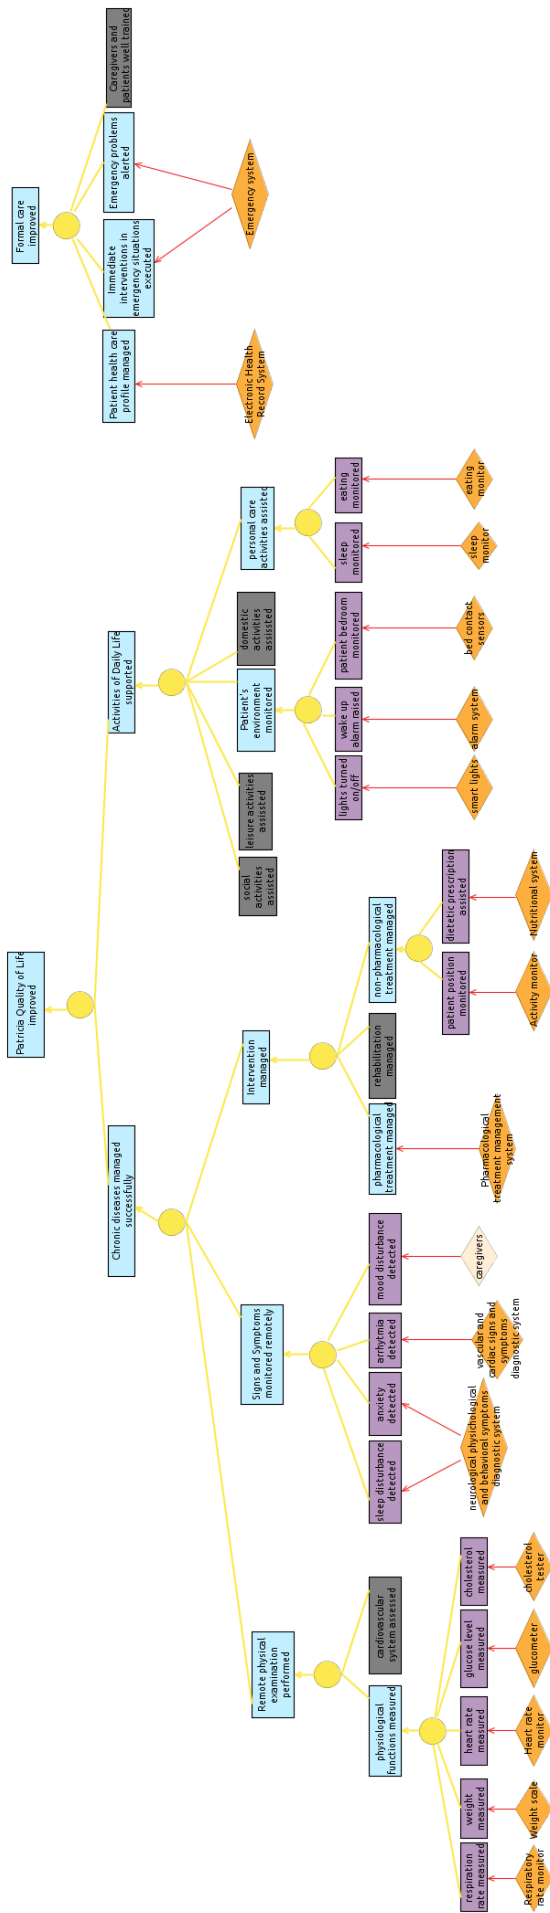 Patricia Quality of Life
improved
Chronic diseases managed
successfully
Activities of Daily Life
supported
Formal care
improved
Remote physical
examination
performed
Signs and Symptoms
monitored remotely
Intervention
managed
social
activities
assisted
leisure activities
assissted
Patient's
environment
monitored
domestic
activities
assissted
personal care
activities assisted
Patient health care
profile managed
Immediate
interventions in
emergency situations
executed
Emergency problems
alerted
Caregivers and
patients well trained
physiological
functions measured
cardiovascular
system assessed
sleep disturbance
detected
anxiety
detected
arrhytmia
detected
mood disturbance
detected
pharmacological
treatment managed
rehabilitation
managed
non-pharmacological
treatment managed
lights turned
on/off
wake up
alarm raised
patient bedroom
monitored
sleep
monitored
eating
monitored
Electronic Health
Record System
Emergency system
respiration
rate measured
weight
measured
heart rate
measured
glucose level
measured
cholesterol
measured
neurological physichological
and behavioral symptoms
diagnostic system
vascular and
cardiac signs and
symptoms
diagnostic system
caregivers
Pharmacological
treatment management
system
patient position
monitored
dietetic prescription
assisted
smart lights
alarm system
bed contact
sensors
sleep
monitor
eating
monitor
Respiratory
rate monitor
Weight scale
Heart rate
monitor
glucometer
cholesterol
tester
Activity monitor
Nutritional system